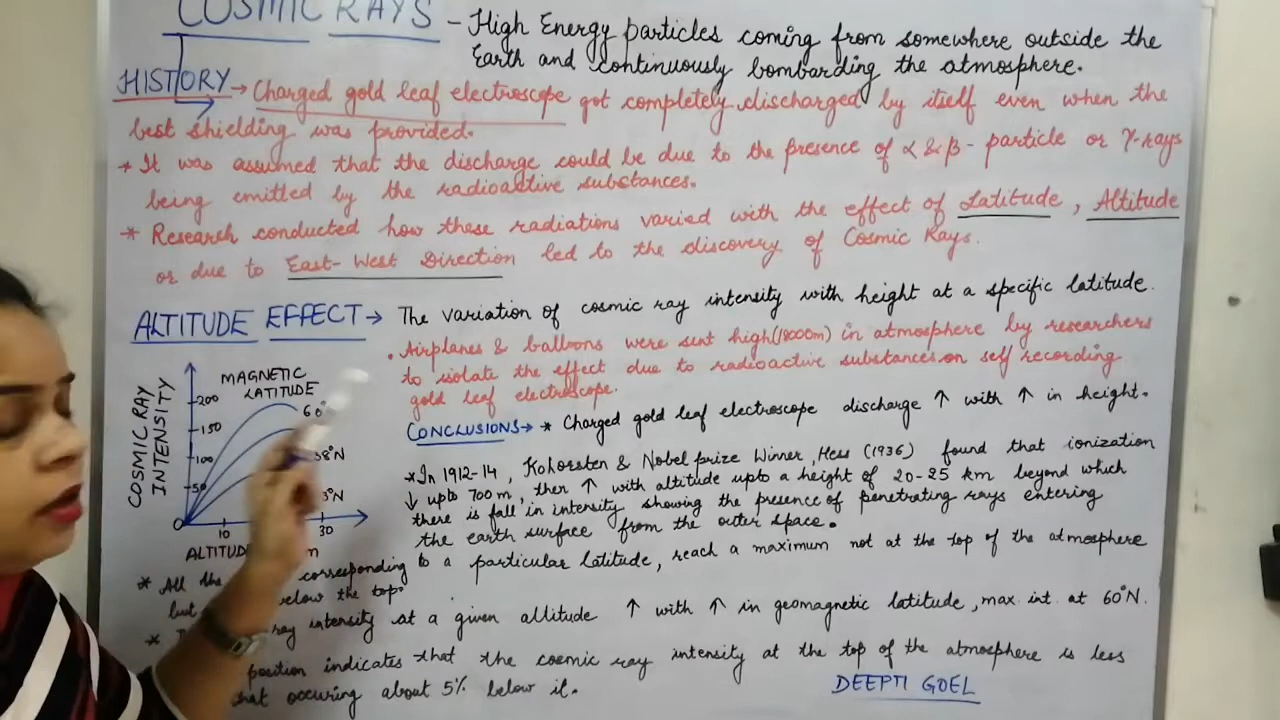 COSMIC RAYS - High Energy particles coming from somewhere outside the
Earth and continuously bombarding the atmosphere.
HISTORY → Charged gold leaf electroscope got completely discharged by itself even when the
best shielding was provided.
* It was assumed that the discharge could be due to the presence of α & β - particle or γ-rays
being emitted by the radioactive substances.
* Research conducted how these radiations varied with the effect of Latitude, Altitude
or due to East-West Direction led to the discovery of Cosmic Rays.
ALTITUDE EFFECT → The variation of cosmic ray intensity with height at a specific latitude.
• Airplanes & balloons were sent high(18000m) in atmosphere by researchers
to isolate the effect due to radioactive substances on self recording
gold leaf electroscope.
COSMIC RAY
INTENSITY
MAGNETIC
LATITUDE
200
150
100
50
0
60°
8°N
3°N
10
30
ALTITUD m
CONCLUSIONS → * Charged gold leaf electroscope discharge ↑ with ↑ in height.
* In 1912-14, Kohorsten & Nobel prize Winner, Hess (1936) found that ionization
↓ upto 700 m, then ↑ with altitude upto a height of 20-25 km beyond which
there is fall in intensity showing the presence of penetrating rays entering
the earth surface from the outer space.
* All the corresponding to a particular latitude, reach a maximum not at the top of the atmosphere
but below the top.
* ray intensity at a given altitude ↑ with ↑ in geomagnetic latitude, max. int. at 60°N.
position indicates that the cosmic ray intensity at the top of the atmosphere is less
that occuring about 5% below it.
DEEPTI GOEL